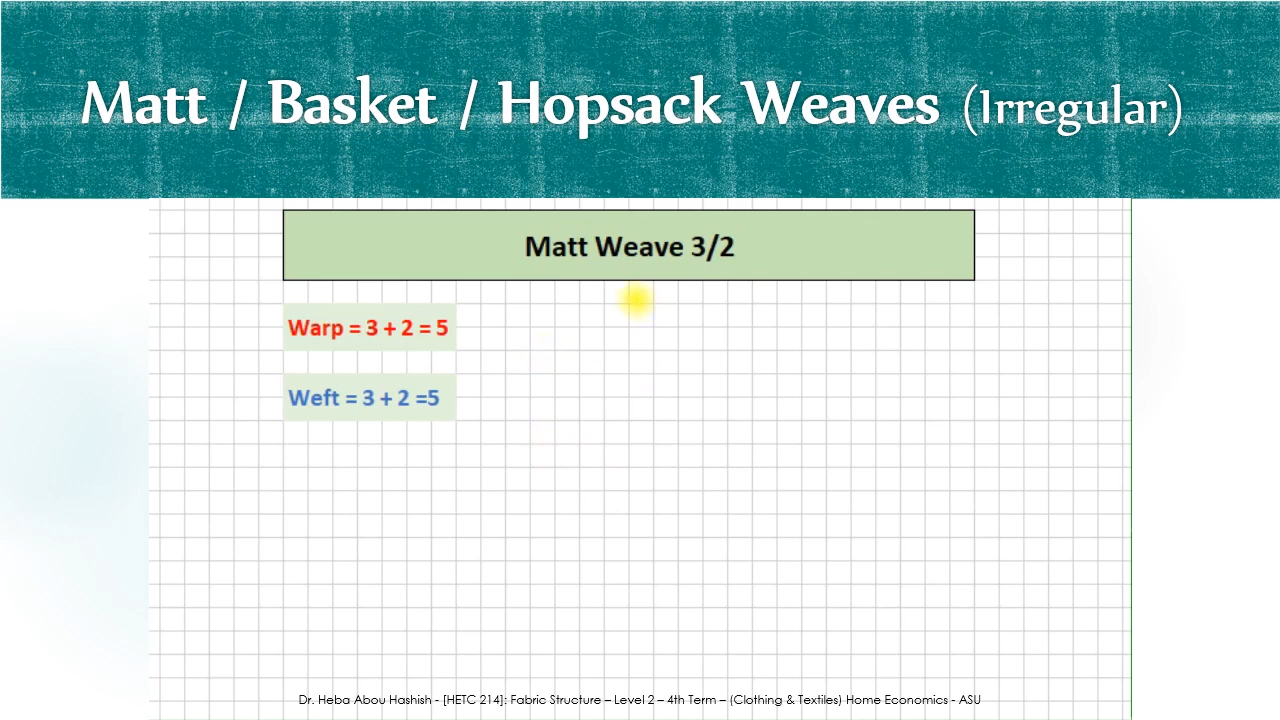 Matt / Basket / Hopsack Weaves (Irregular)
Matt Weave 3/2
Warp = 3 + 2 = 5
Weft = 3 + 2 =5
Dr. Heba Abou Hashish - [HETC 214]: Fabric Structure – Level 2 – 4th Term – (Clothing & Textiles) Home Economics - ASU